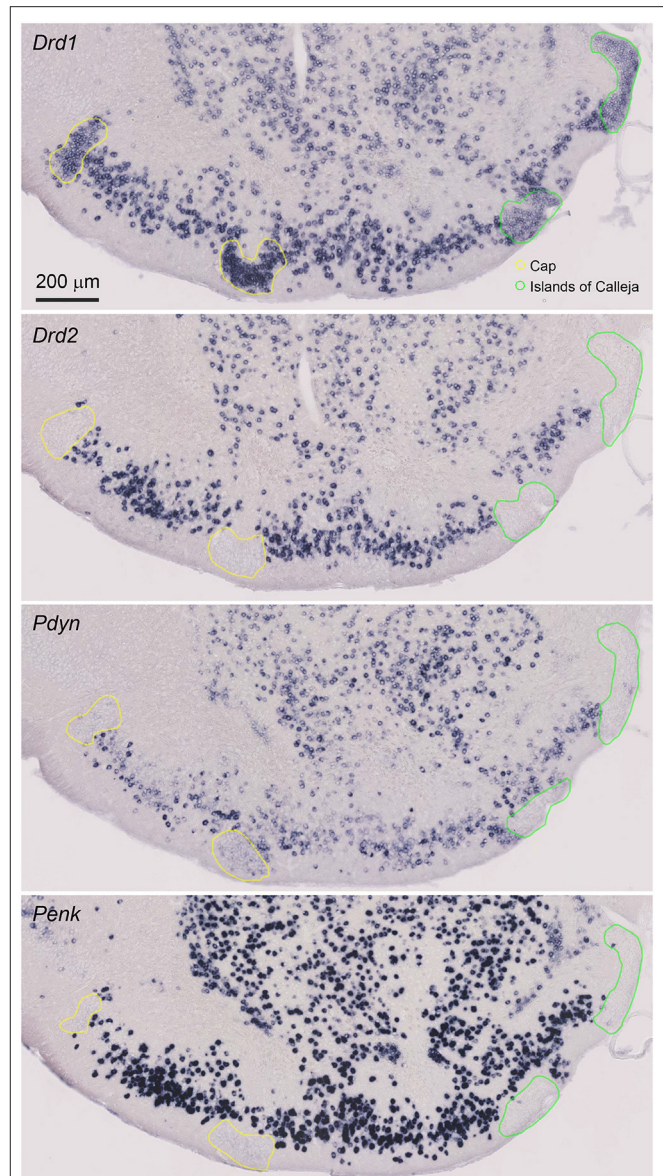 Drd1
Cap
Islands of Calleja
200 μm
Drd2
Pdyn
Penk